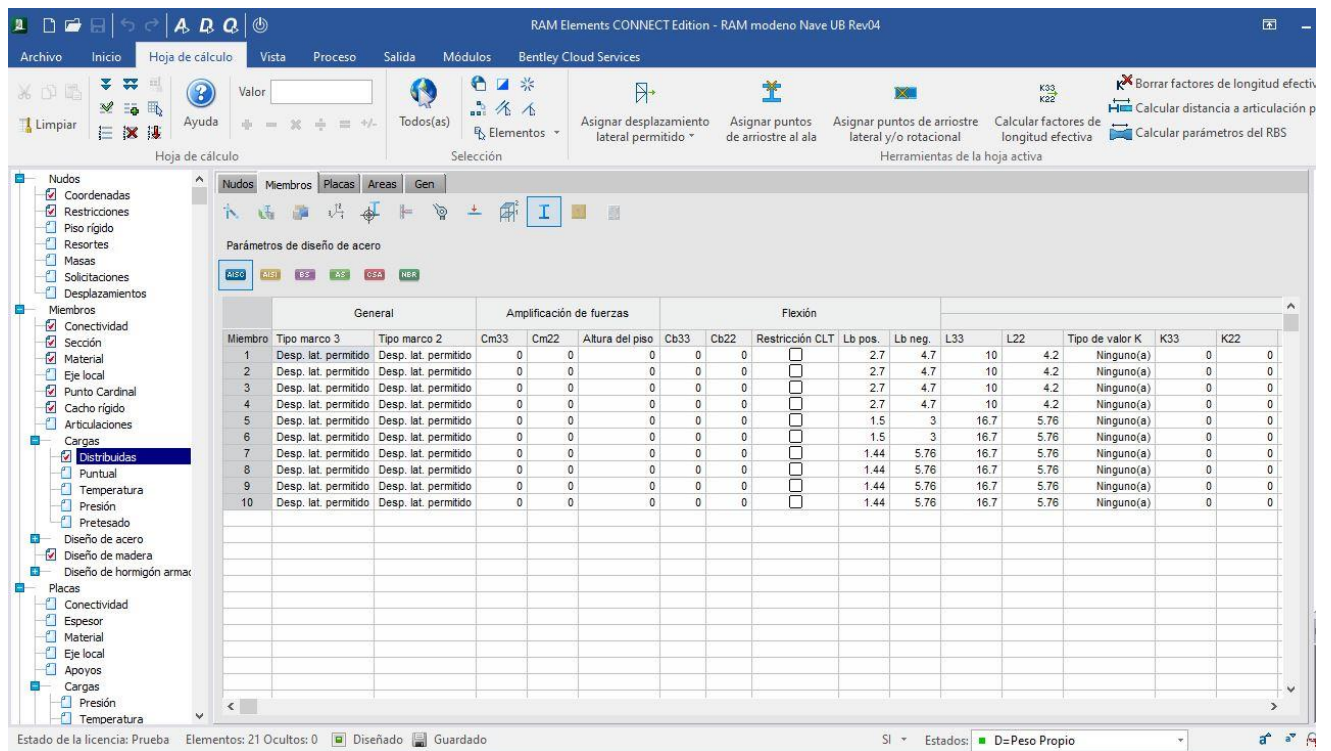 A D Q
RAM Elements CONNECT Edition - RAM modeno Nave UB Rev04
Archivo Inicio Hoja de cálculo Vista Proceso Salida Módulos Bentley Cloud Services
Limpiar
Ayuda
Valor
Todos(as)
Elementos
Asignar desplazamiento lateral permitido
Asignar puntos de arriostre al ala
Asignar puntos de arriostre lateral y/o rotacional
K33 K22
Calcular factores de longitud efectiva
Borrar factores de longitud efectiv
Calcular distancia a articulación p
Calcular parámetros del RBS
Hoja de cálculo Selección Herramientas de la hoja activa
Nudos
Coordenadas
Restricciones
Piso rígido
Resortes
Masas
Solicitaciones
Desplazamientos
Miembros
Conectividad
Sección
Material
Eje local
Punto Cardinal
Cacho rígido
Articulaciones
Cargas
Distribuidas
Puntual
Temperatura
Presión
Pretesado
Diseño de acero
Diseño de madera
Diseño de hormigón armac
Placas
Conectividad
Espesor
Material
Eje local
Apoyos
Cargas
Presión
Temperatura
Nudos Miembros Placas Areas Gen
Parámetros de diseño de acero
AISC AISI BS AS CSA NBR
General Amplificación de fuerzas Flexión
Miembro Tipo marco 3 Tipo marco 2 Cm33 Cm22 Altura del piso Cb33 Cb22 Restricción CLT Lb pos. Lb neg. L33 L22 Tipo de valor K K33 K22
1 Desp. lat. permitido Desp. lat. permitido 0 0 0 0 0 2.7 4.7 10 4.2 Ninguno(a) 0 0
2 Desp. lat. permitido Desp. lat. permitido 0 0 0 0 0 2.7 4.7 10 4.2 Ninguno(a) 0 0
3 Desp. lat. permitido Desp. lat. permitido 0 0 0 0 0 2.7 4.7 10 4.2 Ninguno(a) 0 0
4 Desp. lat. permitido Desp. lat. permitido 0 0 0 0 0 2.7 4.7 10 4.2 Ninguno(a) 0 0
5 Desp. lat. permitido Desp. lat. permitido 0 0 0 0 0 1.5 3 16.7 5.76 Ninguno(a) 0 0
6 Desp. lat. permitido Desp. lat. permitido 0 0 0 0 0 1.5 3 16.7 5.76 Ninguno(a) 0 0
7 Desp. lat. permitido Desp. lat. permitido 0 0 0 0 0 1.44 5.76 16.7 5.76 Ninguno(a) 0 0
8 Desp. lat. permitido Desp. lat. permitido 0 0 0 0 0 1.44 5.76 16.7 5.76 Ninguno(a) 0 0
9 Desp. lat. permitido Desp. lat. permitido 0 0 0 0 0 1.44 5.76 16.7 5.76 Ninguno(a) 0 0
10 Desp. lat. permitido Desp. lat. permitido 0 0 0 0 0 1.44 5.76 16.7 5.76 Ninguno(a) 0 0
Estado de la licencia: Prueba Elementos: 21 Ocultos: 0 Diseñado Guardado SI Estados: D=Peso Propio